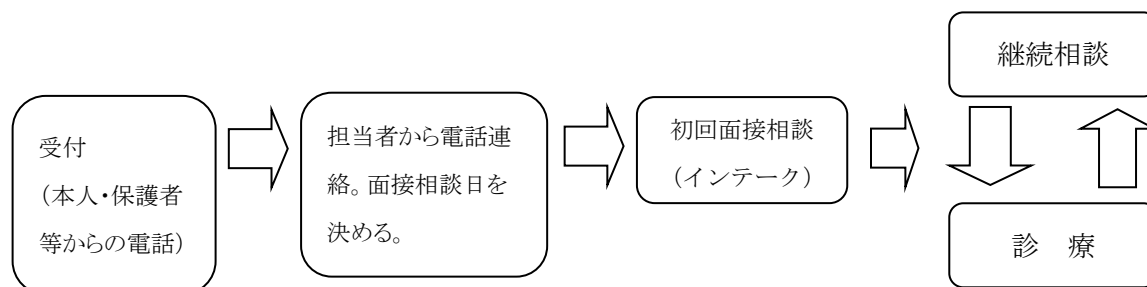 受付
（本人・保護者
等からの電話）
担当者から電話連
絡。面接相談日を
決める。
初回面接相談
（インテーク）
継続相談
診　療